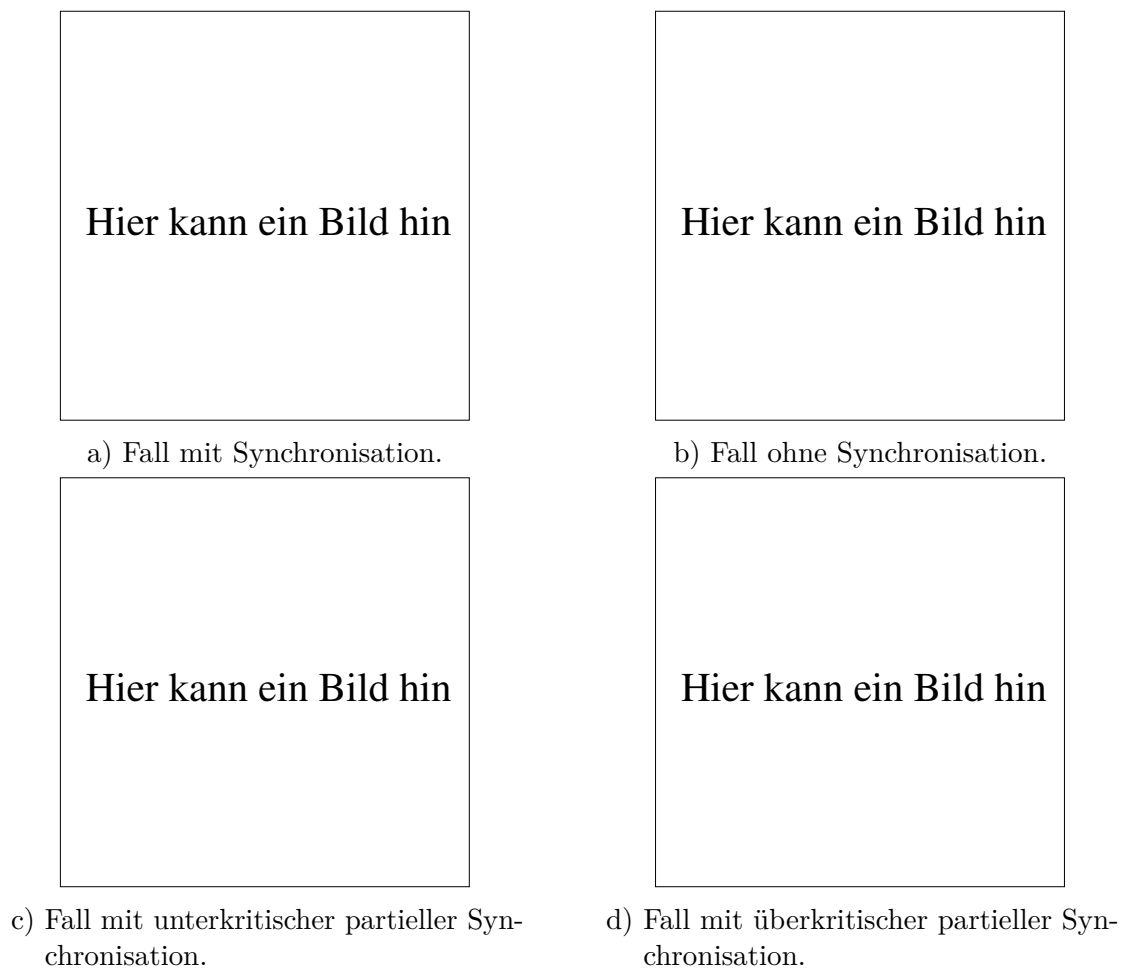 Hier kann ein Bild hin
Hier kann ein Bild hin
a) Fall mit Synchronisation.
b) Fall ohne Synchronisation.
Hier kann ein Bild hin
Hier kann ein Bild hin
c) Fall mit unterkritischer partieller Syn-
chronisation.
d) Fall mit überkritischer partieller Syn-
chronisation.